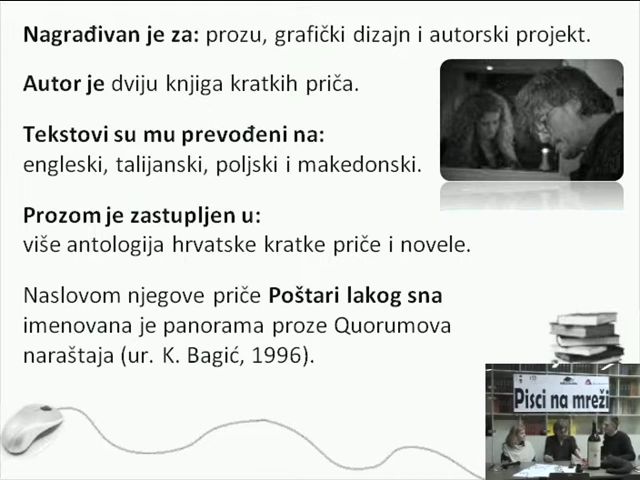 Nagrađivan je za: prozu, grafički dizajn i autorski projekt.
Autor je dviju knjiga kratkih priča.
Tekstovi su mu prevođeni na:
engleski, talijanski, poljski i makedonski.
Prozom je zastupljen u:
više antologija hrvatske kratke priče i novele.
Naslovom njegove priče Poštari lakog sna
imenovana je panorama proze Quorumova
naraštaja (ur. K. Bagić, 1996).
Pisci na mreži